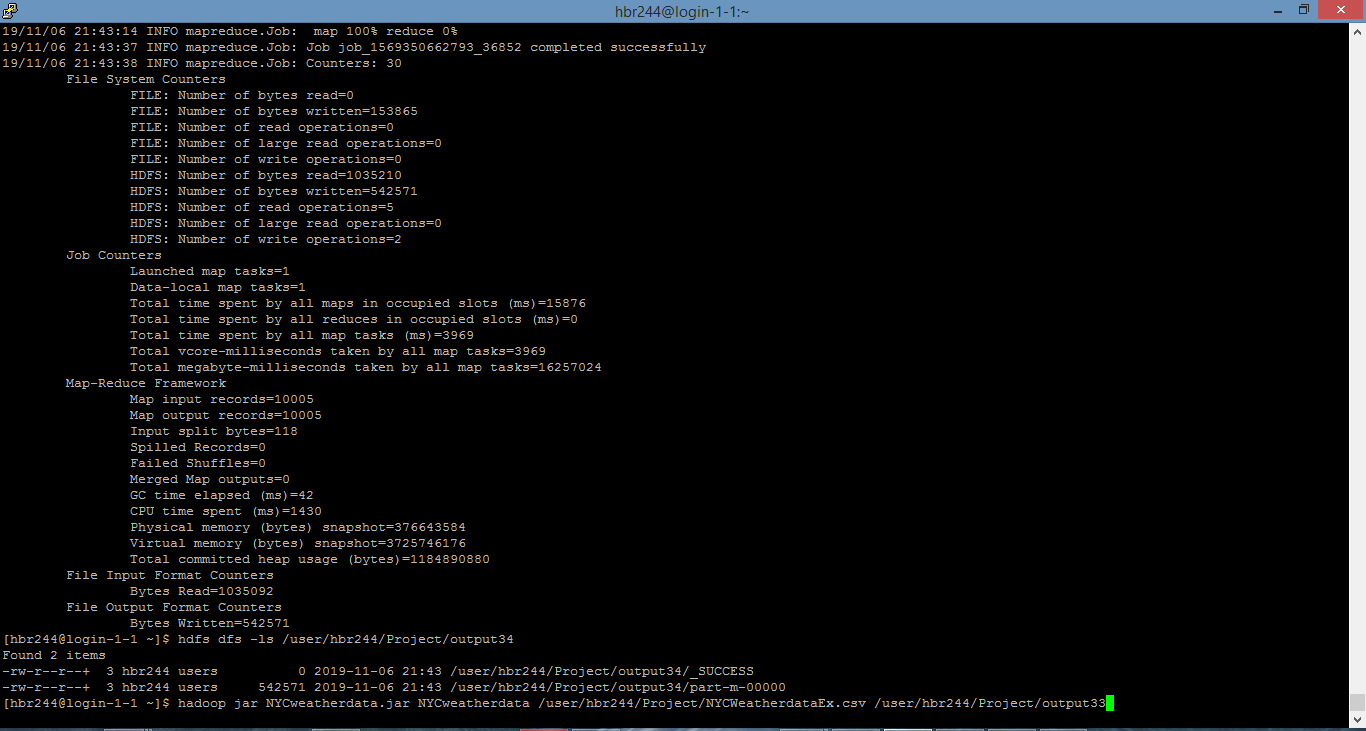 hbr244@login-1-1:~
19/11/06 21:43:14 INFO mapreduce.Job:  map 100% reduce 0%
19/11/06 21:43:37 INFO mapreduce.Job: Job job_1569350662793_36852 completed successfully
19/11/06 21:43:38 INFO mapreduce.Job: Counters: 30
File System Counters
FILE: Number of bytes read=0
FILE: Number of bytes written=153865
FILE: Number of read operations=0
FILE: Number of large read operations=0
FILE: Number of write operations=0
HDFS: Number of bytes read=1035210
HDFS: Number of bytes written=542571
HDFS: Number of read operations=5
HDFS: Number of large read operations=0
HDFS: Number of write operations=2
Job Counters
Launched map tasks=1
Data-local map tasks=1
Total time spent by all maps in occupied slots (ms)=15876
Total time spent by all reduces in occupied slots (ms)=0
Total time spent by all map tasks (ms)=3969
Total vcore-milliseconds taken by all map tasks=3969
Total megabyte-milliseconds taken by all map tasks=16257024
Map-Reduce Framework
Map input records=10005
Map output records=10005
Input split bytes=118
Spilled Records=0
Failed Shuffles=0
Merged Map outputs=0
GC time elapsed (ms)=42
CPU time spent (ms)=1430
Physical memory (bytes) snapshot=376643584
Virtual memory (bytes) snapshot=3725746176
Total committed heap usage (bytes)=1184890880
File Input Format Counters
Bytes Read=1035092
File Output Format Counters
Bytes Written=542571
[hbr244@login-1-1 ~]$ hdfs dfs -ls /user/hbr244/Project/output34
Found 2 items
-rw-r--r--+  3 hbr244 users          0 2019-11-06 21:43 /user/hbr244/Project/output34/_SUCCESS
-rw-r--r--+  3 hbr244 users     542571 2019-11-06 21:43 /user/hbr244/Project/output34/part-m-00000
[hbr244@login-1-1 ~]$ hadoop jar NYCweatherdata.jar NYCweatherdata /user/hbr244/Project/NYCWeatherdataEx.csv /user/hbr244/Project/output33